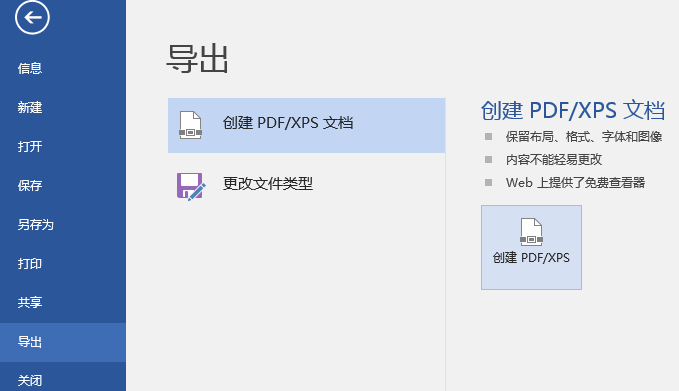 信息
新建
打开
保存
另存为
打印
共享
导出
关闭
导出
创建 PDF/XPS 文档
更改文件类型
创建 PDF/XPS 文档
保留布局、格式、字体和图像
内容不能轻易更改
Web 上提供了免费查看器
创建 PDF/XPS